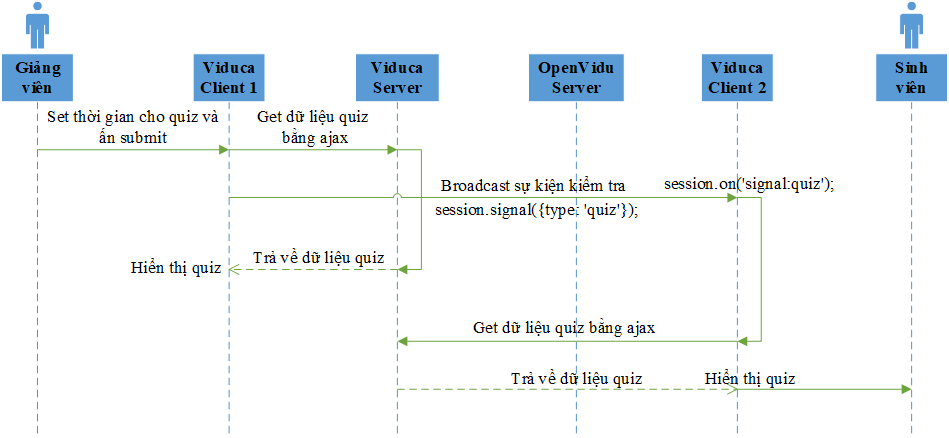 Giảng
viên
Viduca
Client 1
Viduca
Server
OpenVidu
Server
Viduca
Client 2
Sinh
viên
Set thời gian cho quiz và
ấn submit
Get dữ liệu quiz
bằng ajax
Broadcast sự kiện kiểm tra
session.on('signal:quiz');
session.signal({type: 'quiz'});
Hiển thị quiz
Trả về dữ liệu quiz
Get dữ liệu quiz bằng ajax
Trả về dữ liệu quiz
Hiển thị quiz